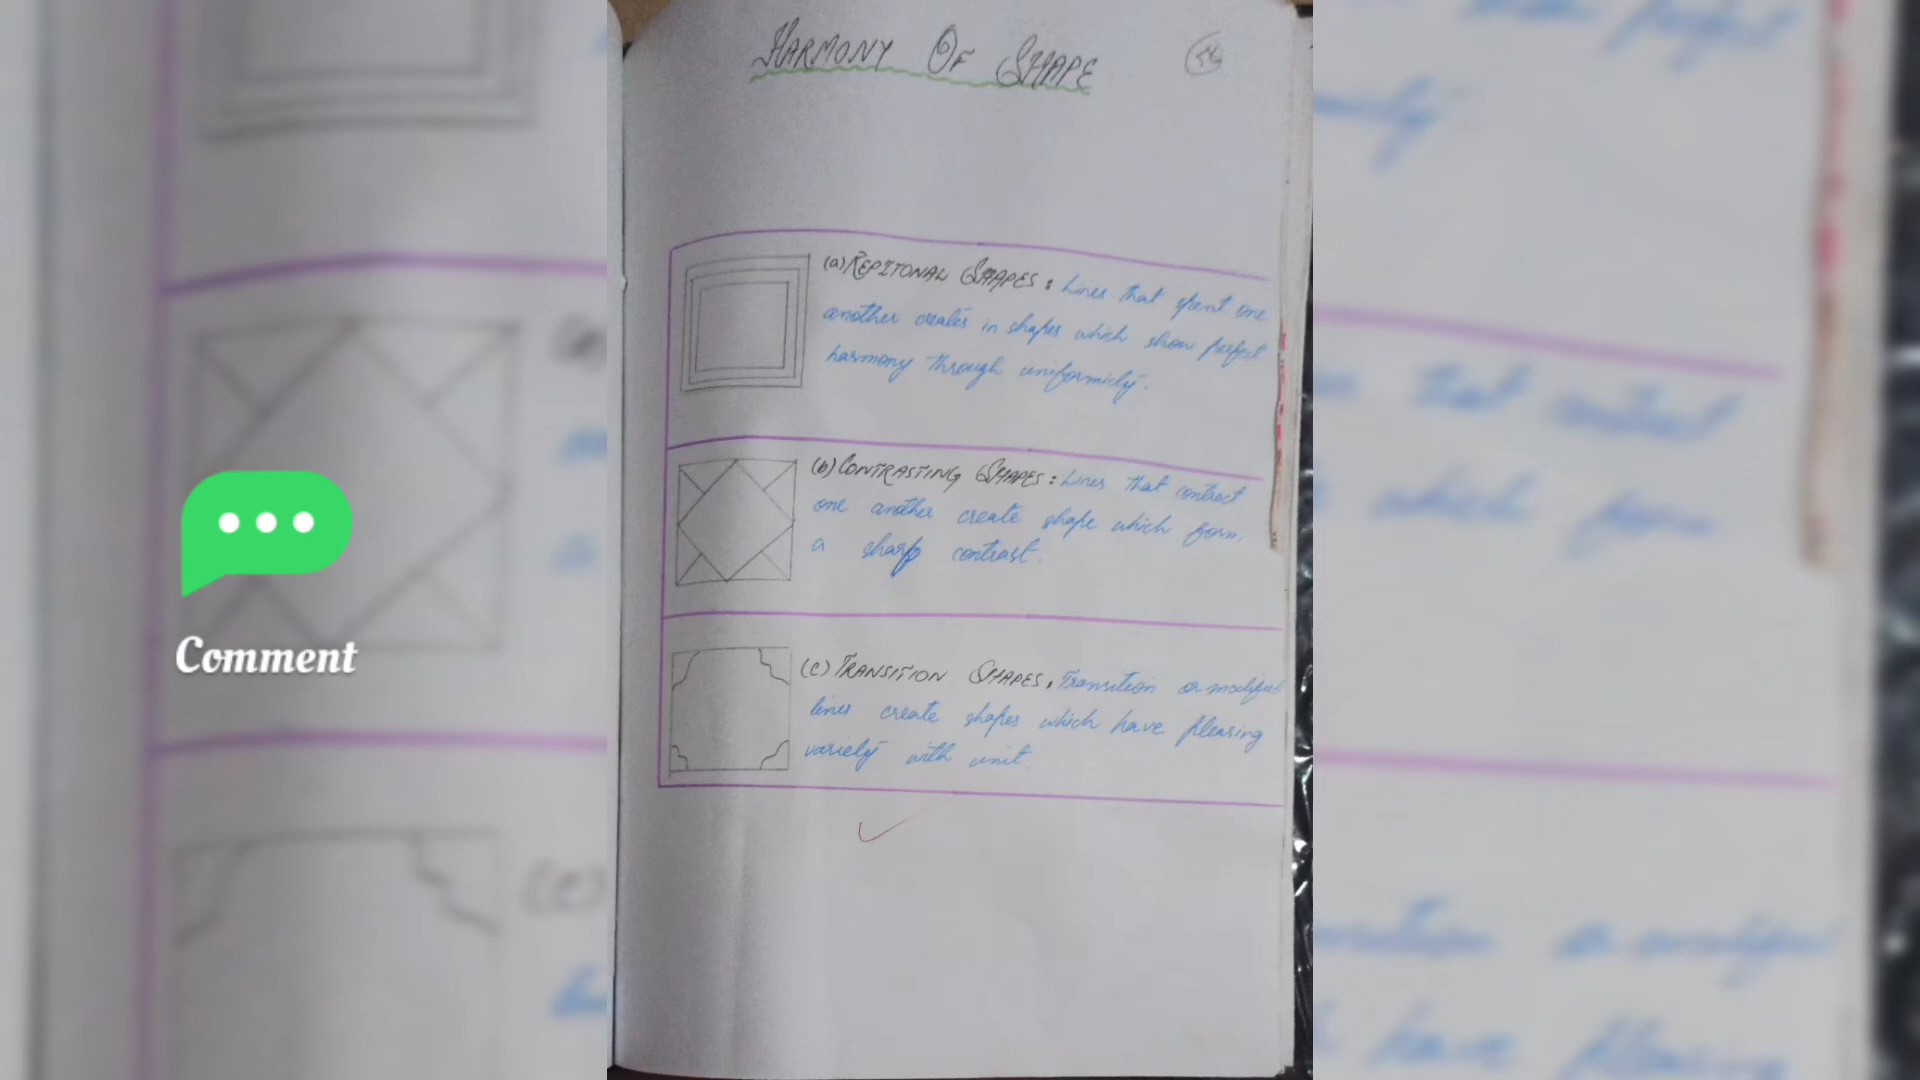 HARMONY OF SHAPE
(a) REPITONAL SHAPES: Lines that one
another creates in shapes which show perfect
harmony through uniformity.
(b) CONTRASTING SHAPES: Lines that contract
one another create shape which form
a sharp contrast.
(c) TRANSITION SHAPES. Transition or modified
lines create shapes which have pleasing
variety with unit.
Comment